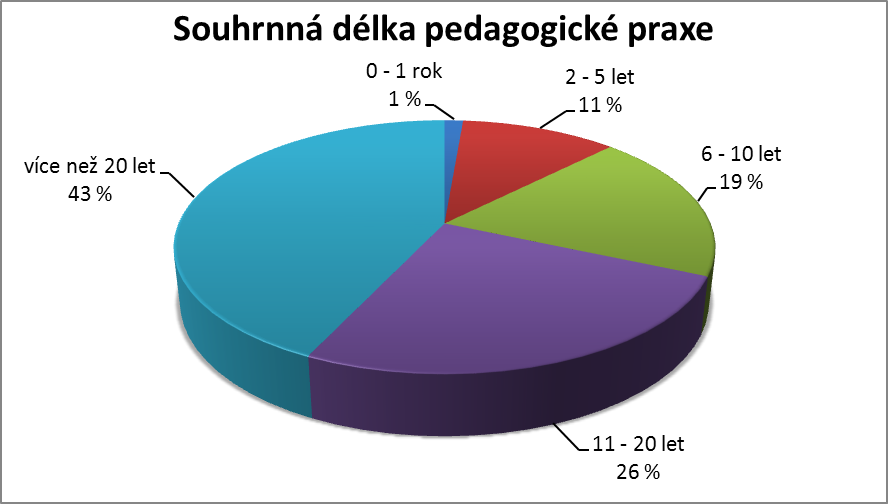 Souhrnná délka pedagogické praxe
0 - 1 rok
1 %
2 - 5 let
11 %
6 - 10 let
19 %
11 - 20 let
26 %
více než 20 let
43 %